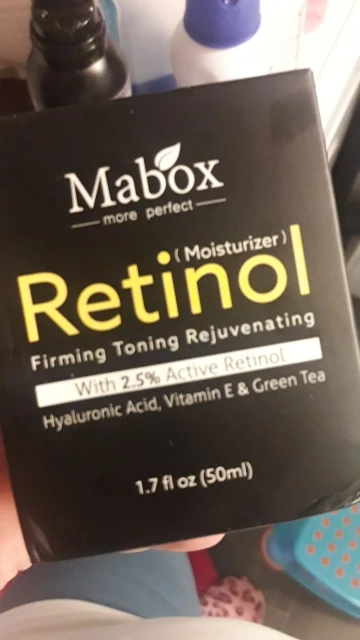 Mabox
more perfect
(Moisturizer)
Retinol
Firming Toning Rejuvenating
With 2.5% Active Retinol
Hyaluronic Acid, Vitamin E & Green Tea
1.7 fl oz (50ml)